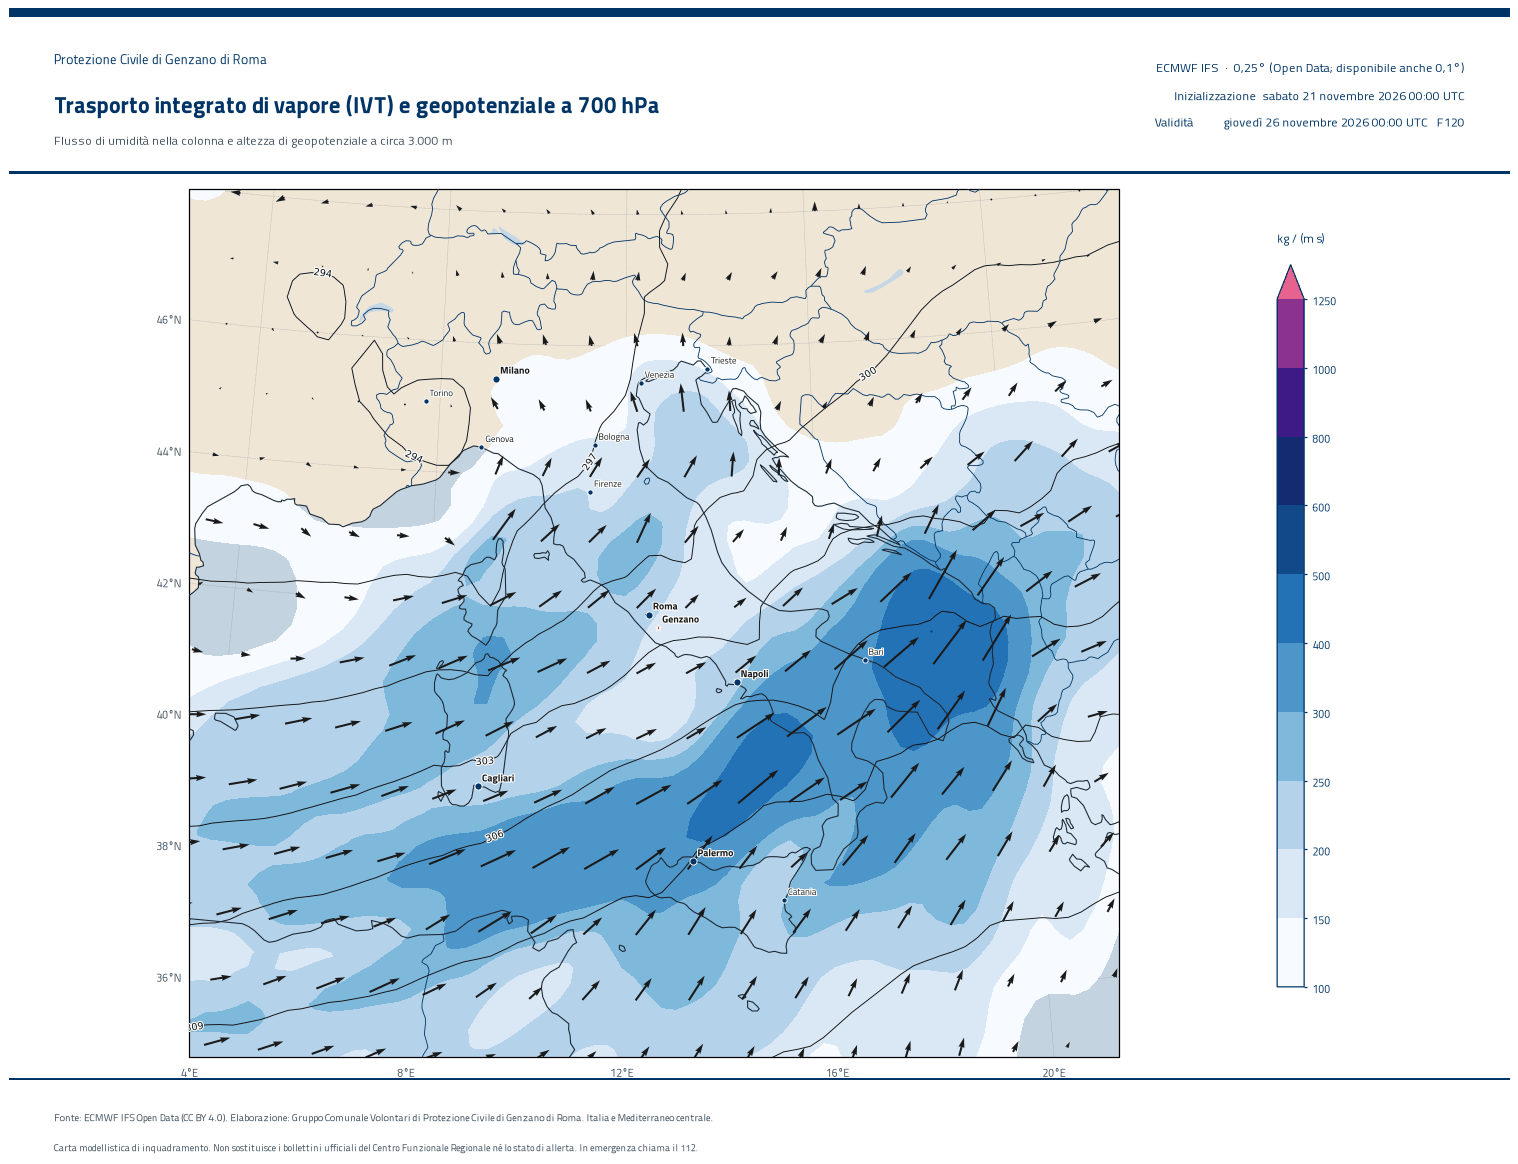 Protezione Civile di Genzano di Roma
Trasporto integrato di vapore (IVT) e geopotenziale a 700 hPa
Flusso di umidità nella colonna e altezza di geopotenziale a circa 3.000 m
ECMWF IFS · 0,25° (Open Data; disponibile anche 0,1°)
Inizializzazione sabato 21 novembre 2026 00:00 UTC
Validità giovedì 26 novembre 2026 00:00 UTC F120
kg / (m s)
1250
1000
800
600
500
400
300
250
200
150
100
46°N
44°N
42°N
40°N
38°N
36°N
4°E
8°E
12°E
16°E
20°E
294
300
Trieste
Venezia
Milano
Torino
Genova
Bologna
294
297
Firenze
Roma
Genzano
Bari
Napoli
303
Cagliari
306
Palermo
Catania
309
Fonte: ECMWF IFS Open Data (CC BY 4.0). Elaborazione: Gruppo Comunale Volontari di Protezione Civile di Genzano di Roma. Italia e Mediterraneo centrale.
Carta modellistica di inquadramento. Non sostituisce i bollettini ufficiali del Centro Funzionale Regionale né lo stato di allerta. In emergenza chiama il 112.